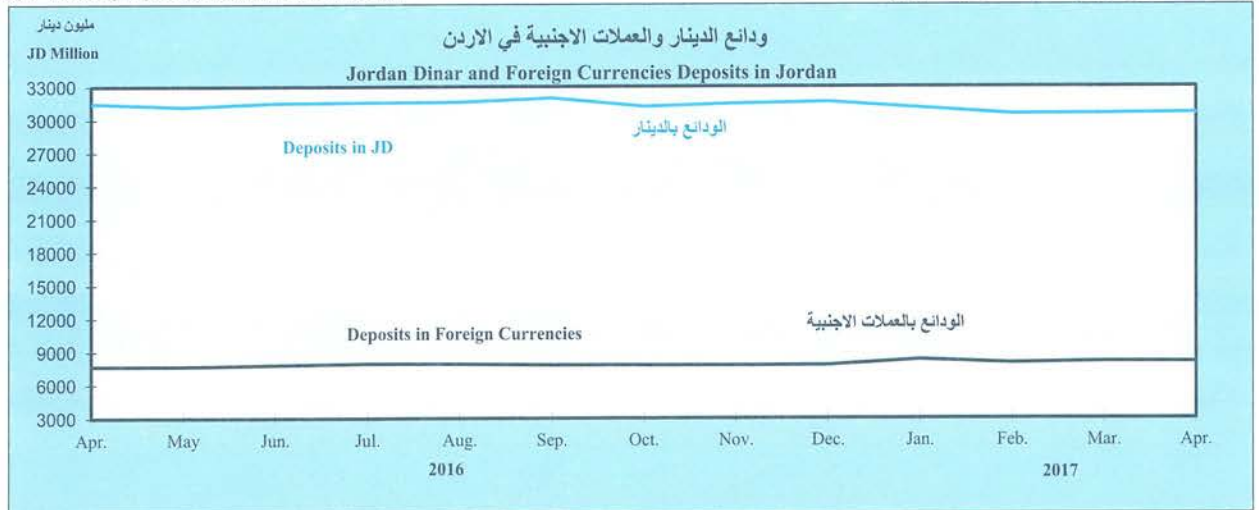 مليون دينار
JD Million
ودائع الدينار والعملات الاجنبية في الاردن
Jordan Dinar and Foreign Currencies Deposits in Jordan
33000
30000
27000
24000
21000
18000
15000
12000
9000
6000
3000
الودائع بالدينار
Deposits in JD
الودائع بالعملات الاجنبية
Deposits in Foreign Currencies
Apr. May Jun. Jul. Aug. Sep. Oct. Nov. Dec. Jan. Feb. Mar. Apr.
2016 2017